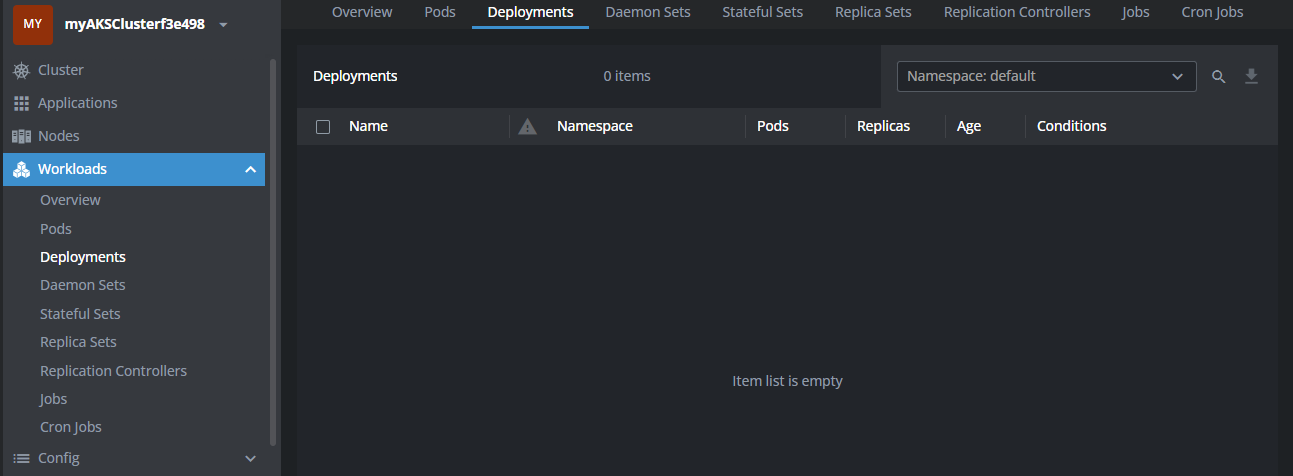 MY myAKSClusterf3e498
Cluster
Applications
Nodes
Workloads
Overview
Pods
Deployments
Daemon Sets
Stateful Sets
Replica Sets
Replication Controllers
Jobs
Cron Jobs
Config
Overview Pods Deployments Daemon Sets Stateful Sets Replica Sets Replication Controllers Jobs Cron Jobs
Deployments 0 items Namespace: default
Name Namespace Pods Replicas Age Conditions
Item list is empty